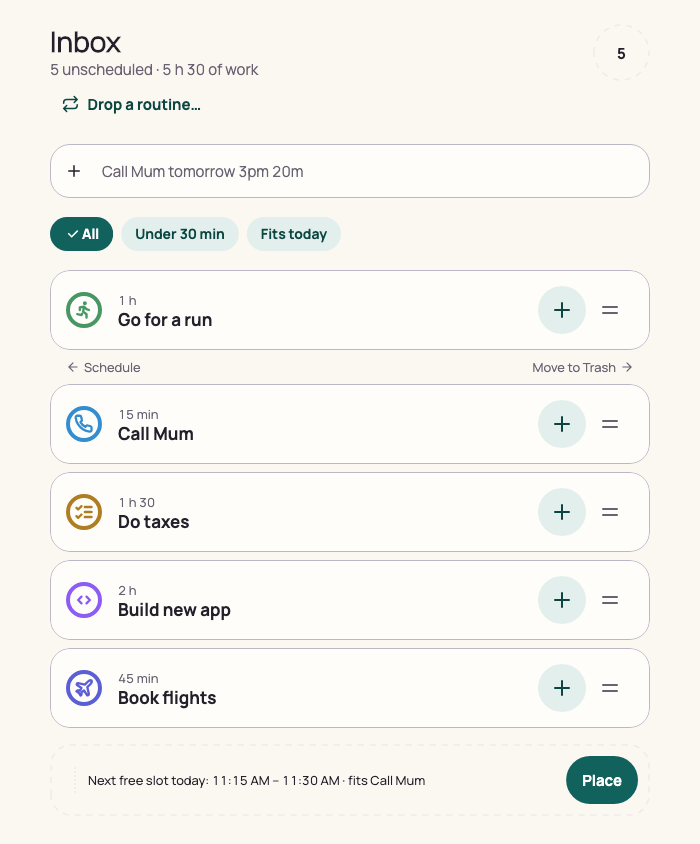 Inbox
5 unscheduled · 5 h 30 of work
5
Drop a routine…
Call Mum tomorrow 3pm 20m
All
Under 30 min
Fits today
1 h
Go for a run
Schedule
Move to Trash
15 min
Call Mum
1 h 30
Do taxes
2 h
Build new app
45 min
Book flights
Next free slot today: 11:15 AM – 11:30 AM · fits Call Mum
Place